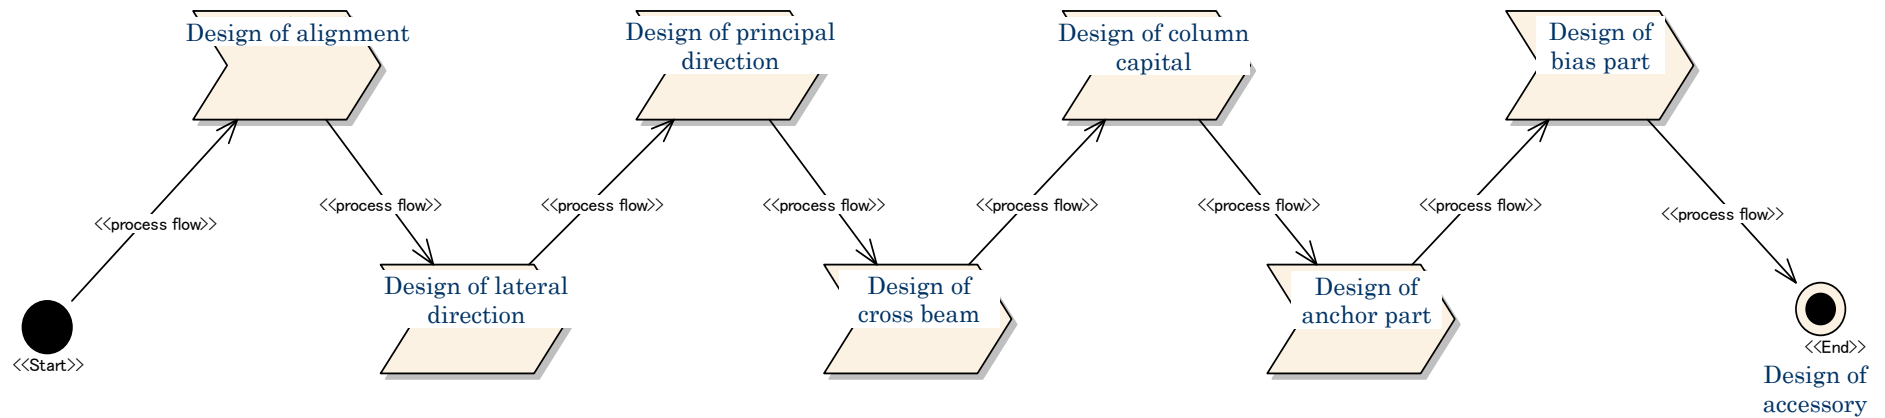 Design of alignment
Design of principal
direction
Design of column
capital
Design of
bias part
<<process flow>>
<<process flow>>
<<process flow>>
<<process flow>>
<<process flow>>
<<process flow>>
<<process flow>>
<<process flow>>
Design of lateral
direction
Design of
cross beam
Design of
anchor part
<<Start>>
<<End>>
Design of
accessory